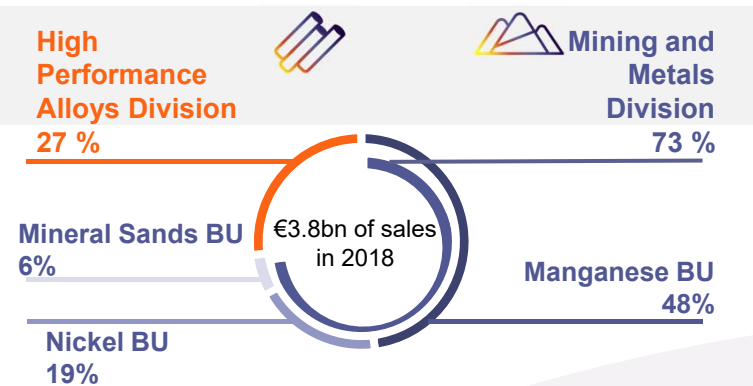 High
Performance
Alloys Division
27 %
Mining and
Metals
Division
73 %
€3.8bn of sales
in 2018
Mineral Sands BU
6%
Manganese BU
48%
Nickel BU
19%